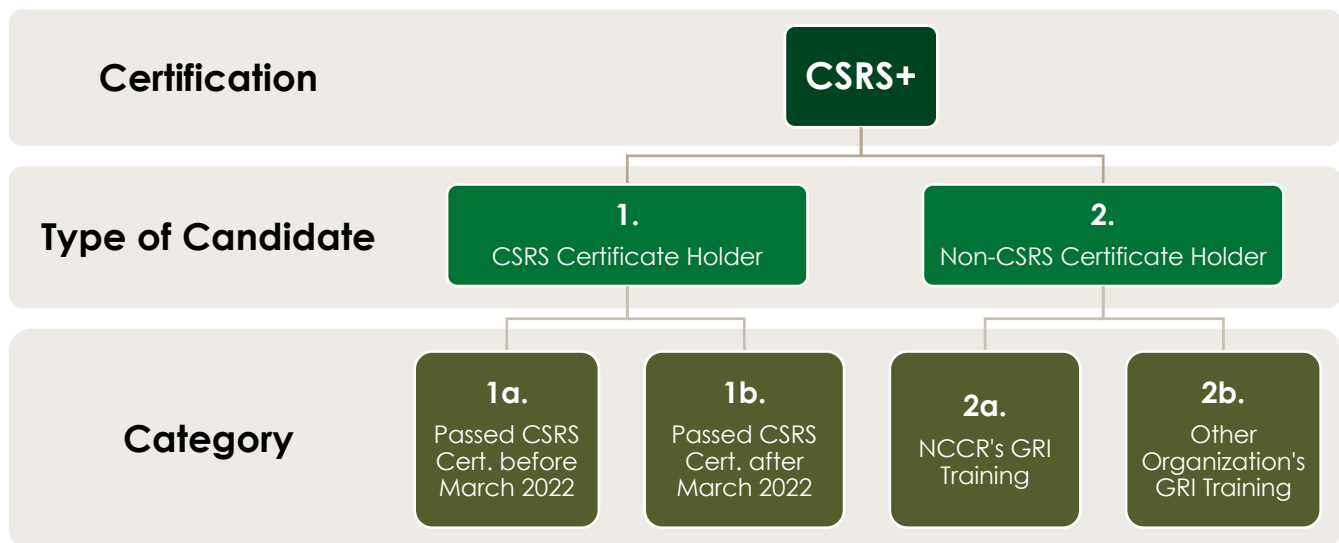 Certification
CSRS+
Type of Candidate
1.
CSRS Certificate Holder
2.
Non-CSRS Certificate Holder
Category
1a.
Passed CSRS
Cert. before
March 2022
1b.
Passed CSRS
Cert. after
March 2022
2a.
NCCR's GRI
Training
2b.
Other
Organization's
GRI Training